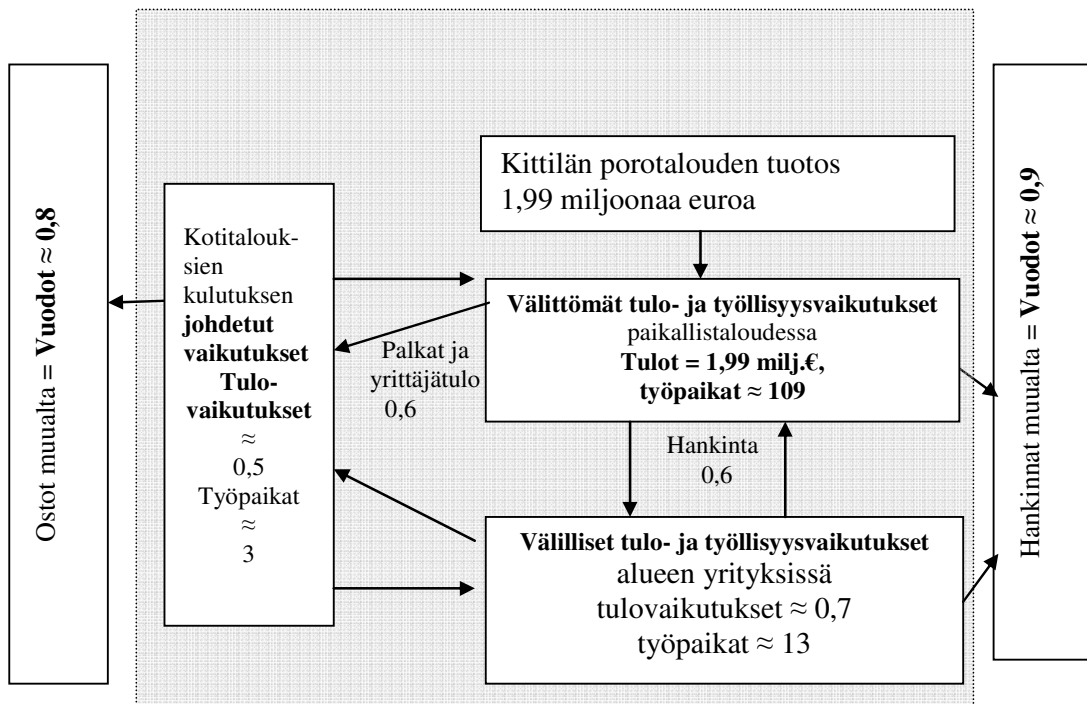 Ostot muualta = Vuodot ≈ 0,8
Kotitalouk-
sien
kulutuksen
johdetut
vaikutukset
Tulo-
vaikutukset
≈
0,5
Työpaikat
≈
3
Kittilän porotalouden tuotos
1,99 miljoonaa euroa
Välittömät tulo- ja työllisyysvaikutukset
paikallistaloudessa
Tulot = 1,99 milj.€,
työpaikat ≈ 109
Palkat ja
yrittäjätulo
0,6
Hankinta
0,6
Välilliset tulo- ja työllisyysvaikutukset
alueen yrityksissä
tulovaikutukset ≈ 0,7
työpaikat ≈ 13
Hankinnat muualta = Vuodot ≈ 0,9